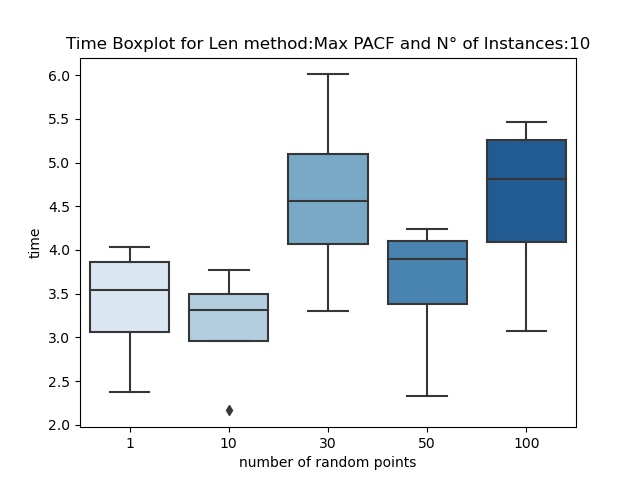 Time Boxplot for Len method:Max PACF and N° of Instances:10
6.0
5.5
5.0
4.5
4.0
3.5
3.0
2.5
2.0
time
1 10 30 50 100
number of random points